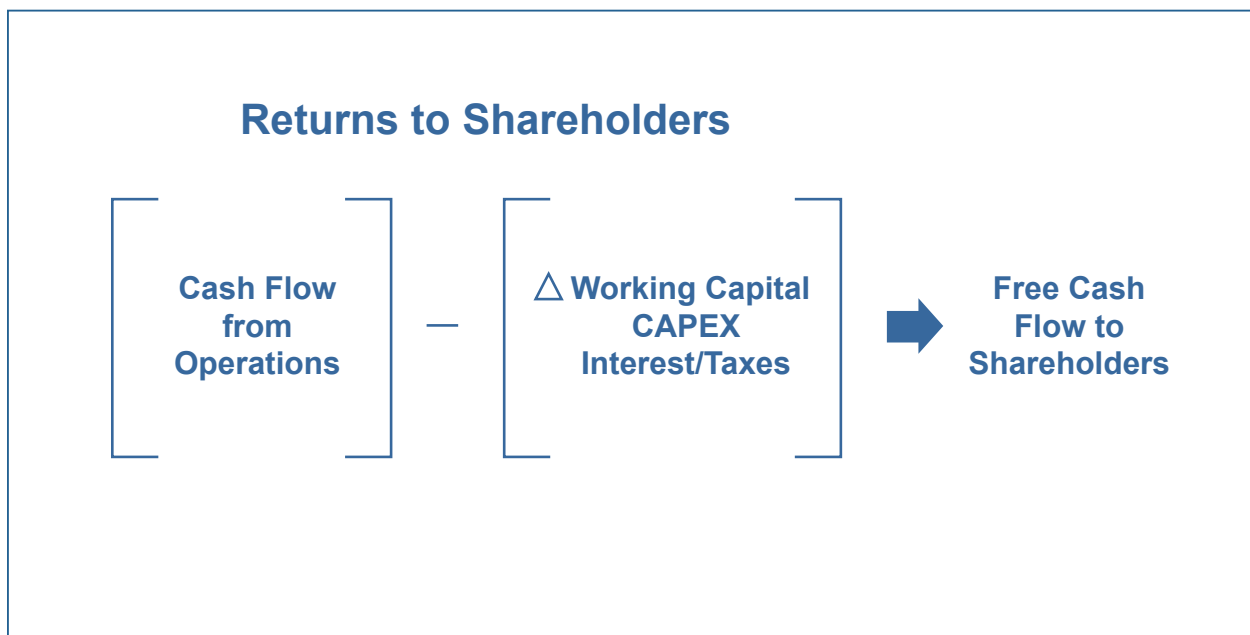 Returns to Shareholders
Cash Flow
from
Operations
—
△ Working Capital
CAPEX
Interest/Taxes
Free Cash
Flow to
Shareholders